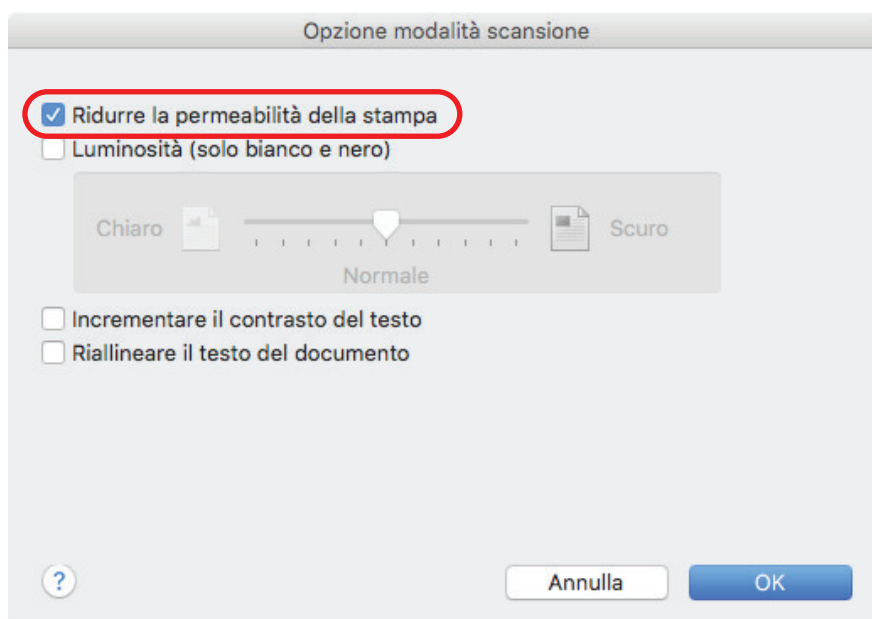 Opzione modalità scansione
Ridurre la permeabilità della stampa
Luminosità (solo bianco e nero)
Chiaro Scuro
Normale
Incrementare il contrasto del testo
Riallineare il testo del documento
? Annulla OK